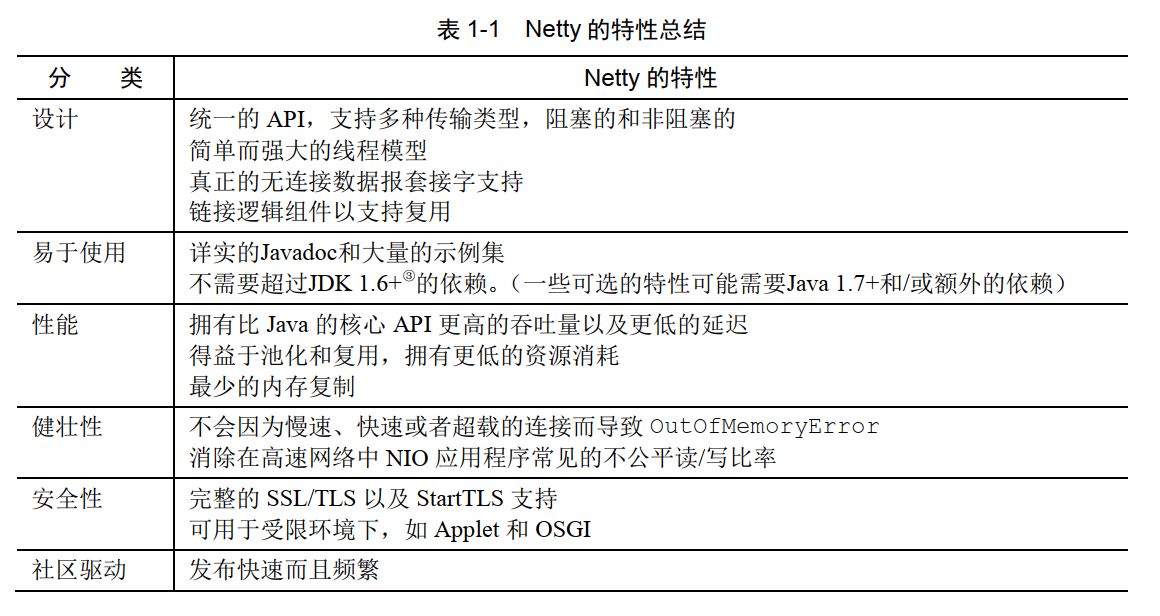 表 1-1 Netty 的特性总结
分 类 Netty 的特性
设计 统一的 API，支持多种传输类型，阻塞的和非阻塞的
简单而强大的线程模型
真正的无连接数据报套接字支持
链接逻辑组件以支持复用
易于使用 详实的Javadoc和大量的示例集
不需要超过JDK 1.6+③的依赖。（一些可选的特性可能需要Java 1.7+和/或额外的依赖）
性能 拥有比 Java 的核心 API 更高的吞吐量以及更低的延迟
得益于池化和复用，拥有更低的资源消耗
最少的内存复制
健壮性 不会因为慢速、快速或者超载的连接而导致 OutOfMemoryError
消除在高速网络中 NIO 应用程序常见的不公平读/写比率
安全性 完整的 SSL/TLS 以及 StartTLS 支持
可用于受限环境下，如 Applet 和 OSGI
社区驱动 发布快速而且频繁